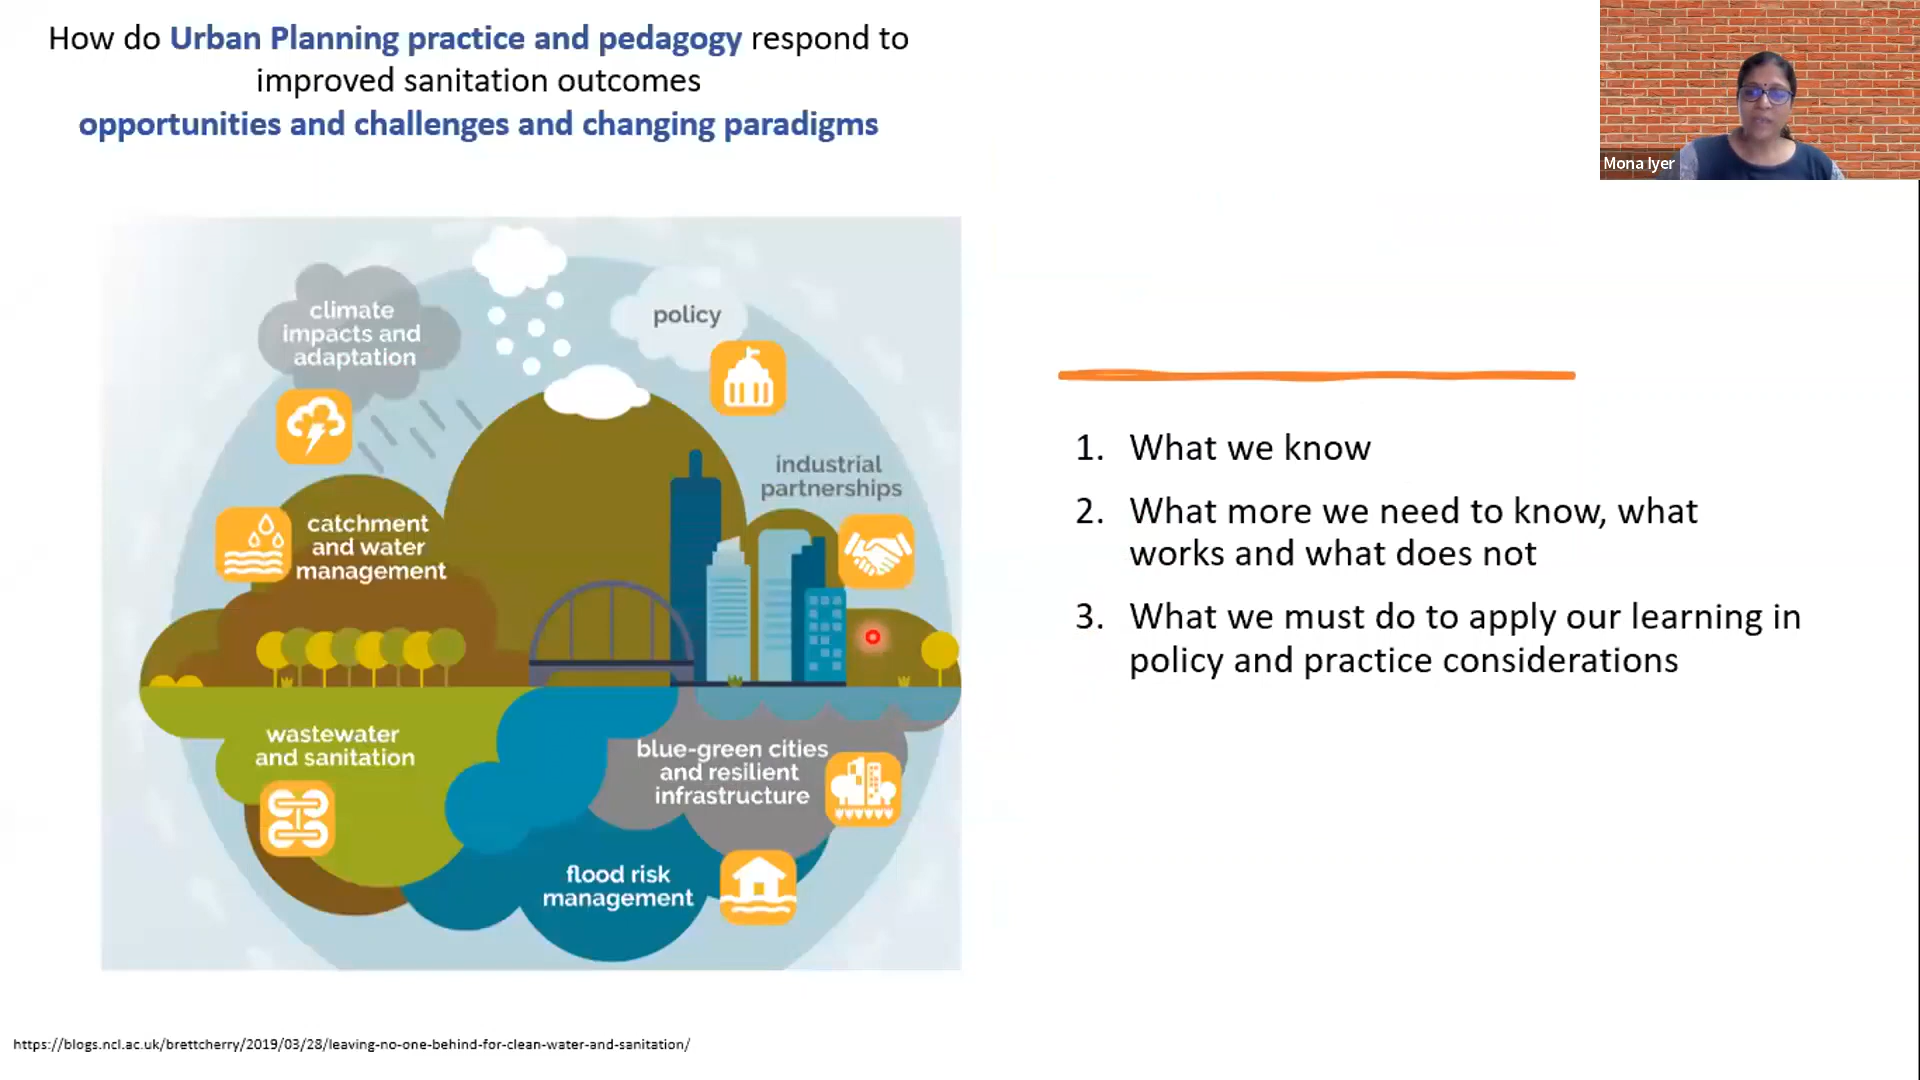 How do Urban Planning practice and pedagogy respond to
improved sanitation outcomes
opportunities and challenges and changing paradigms
Mona Iyer
climate
impacts and
adaptation
policy
industrial
partnerships
catchment
and water
management
wastewater
and sanitation
blue-green cities
and resilient
infrastructure
flood risk
management
1. What we know
2. What more we need to know, what
works and what does not
3. What we must do to apply our learning in
policy and practice considerations
https://blogs.ncl.ac.uk/brettcherry/2019/03/28/leaving-no-one-behind-for-clean-water-and-sanitation/